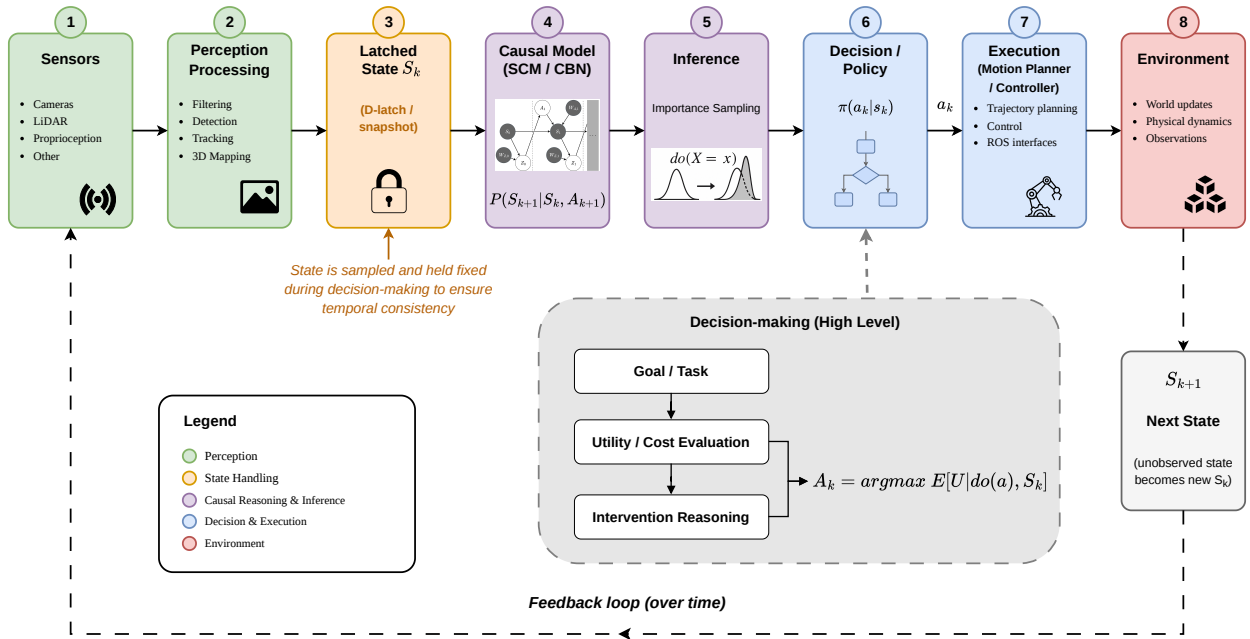 1
Sensors
Cameras
LiDAR
Proprioception
Other
2
Perception
Processing
Filtering
Detection
Tracking
3D Mapping
3
Latched
State S_k
(D-latch /
snapshot)
State is sampled and held fixed
during decision-making to ensure
temporal consistency
4
Causal Model
(SCM / CBN)
P(S_{k+1}|S_k, A_{k+1})
5
Inference
Importance Sampling
do(X = x)
6
Decision /
Policy
π(a_k|s_k)
a_k
7
Execution
(Motion Planner
/ Controller)
Trajectory planning
Control
ROS interfaces
8
Environment
World updates
Physical dynamics
Observations
Decision-making (High Level)
Goal / Task
Utility / Cost Evaluation
Intervention Reasoning
A_k = argmax E[U|do(a), S_k]
S_{k+1}
Next State
(unobserved state
becomes new S_k)
Legend
Perception
State Handling
Causal Reasoning & Inference
Decision & Execution
Environment
Feedback loop (over time)